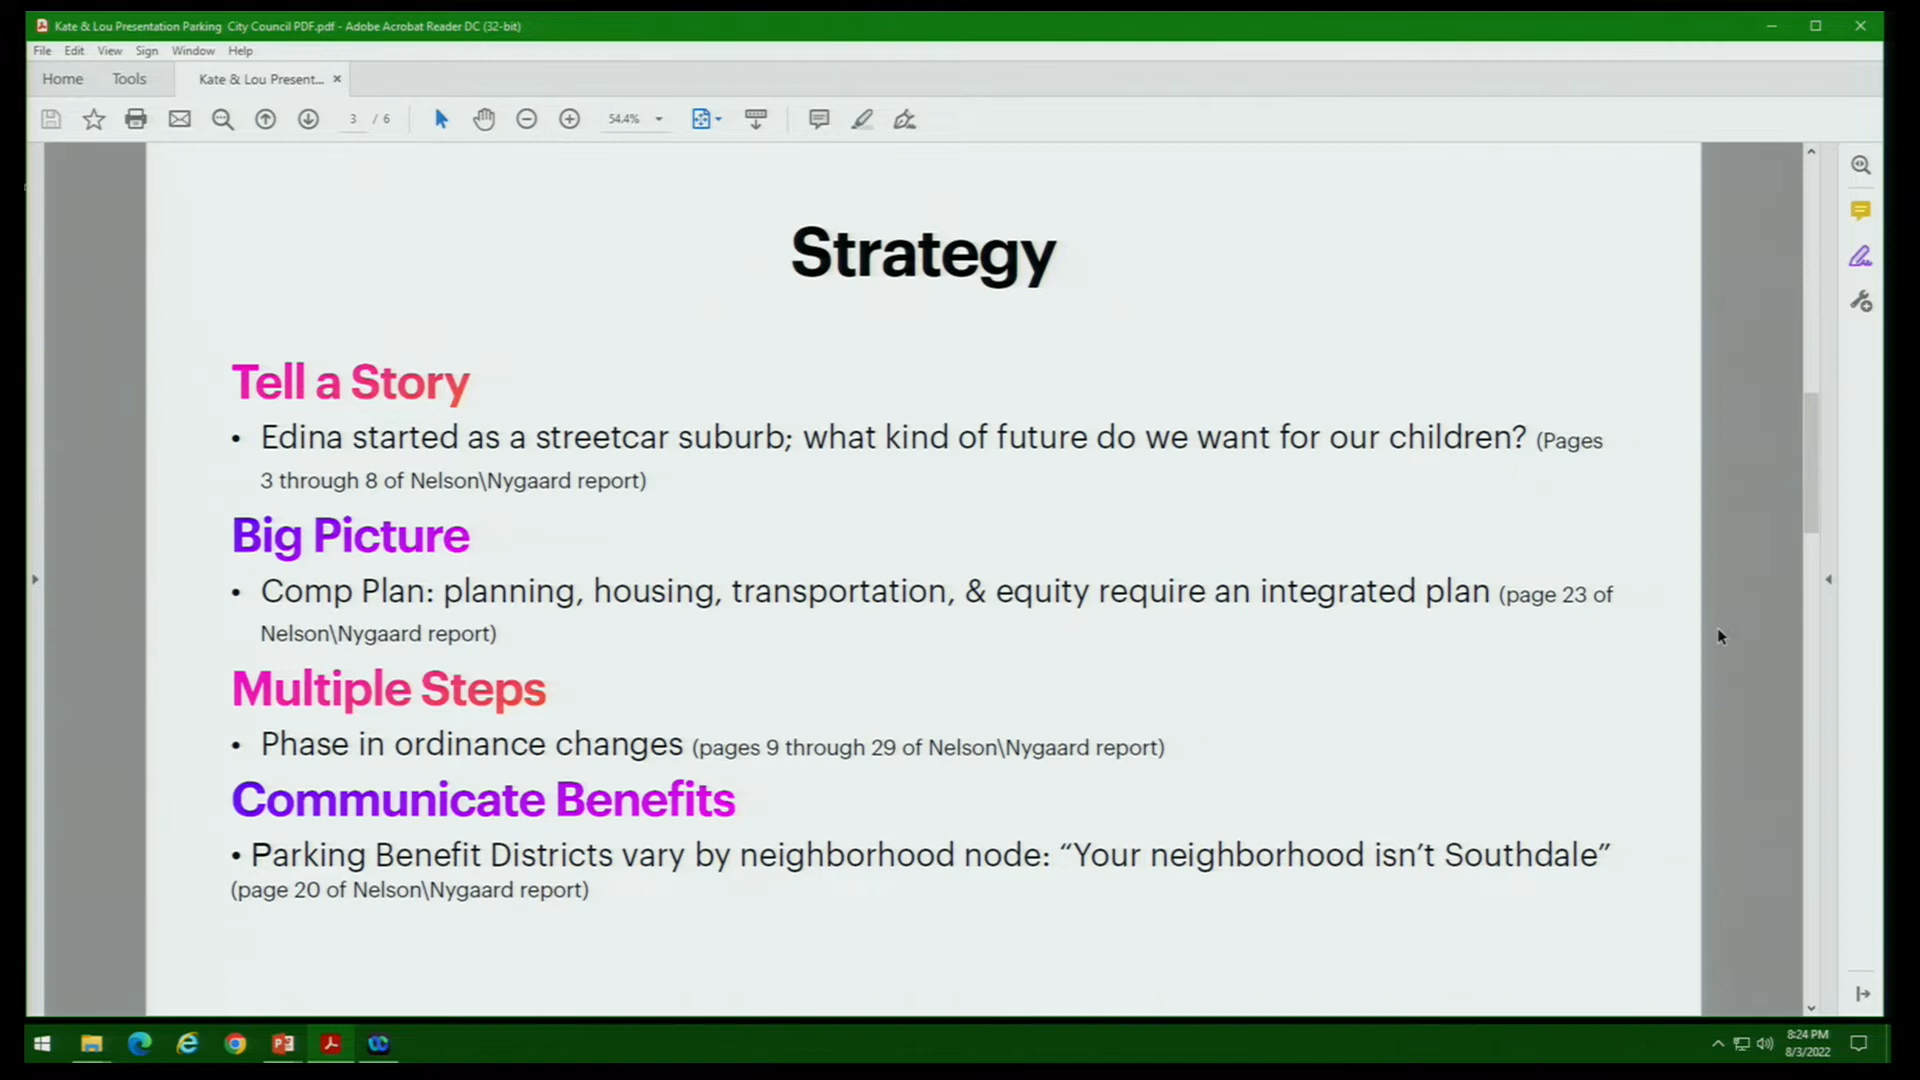 Kate & Lou Presentation Parking City Council PDF.pdf - Adobe Acrobat Reader DC (32-bit)
File Edit View Sign Window Help
Home Tools Kate & Lou Present... ×
3 / 6 54.4%
Strategy
Tell a Story
• Edina started as a streetcar suburb; what kind of future do we want for our children? (Pages
3 through 8 of Nelson\Nygaard report)
Big Picture
• Comp Plan: planning, housing, transportation, & equity require an integrated plan (page 23 of
Nelson\Nygaard report)
Multiple Steps
• Phase in ordinance changes (pages 9 through 29 of Nelson\Nygaard report)
Communicate Benefits
• Parking Benefit Districts vary by neighborhood node: “Your neighborhood isn’t Southdale”
(page 20 of Nelson\Nygaard report)
8:24 PM
8/3/2022